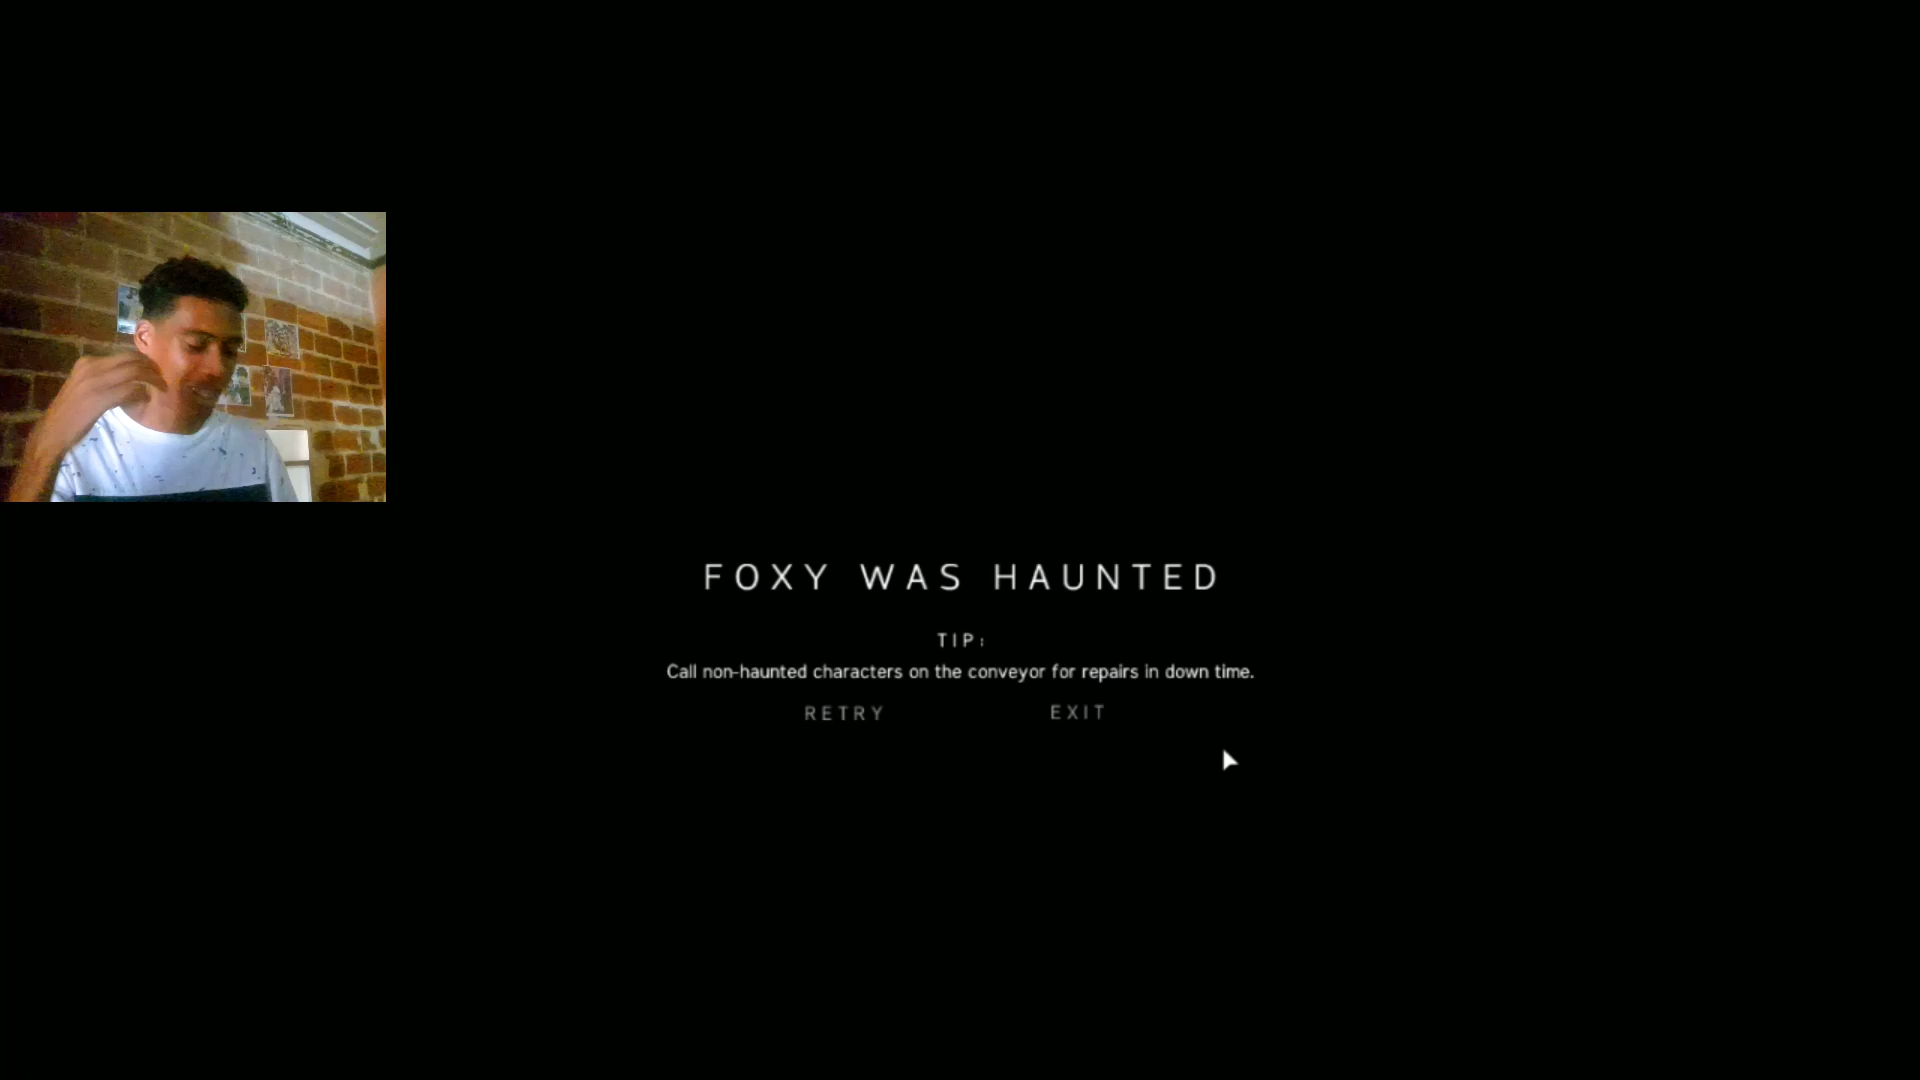 FOXY WAS HAUNTED
TIP:
Call non-haunted characters on the conveyor for repairs in down time.
RETRY EXIT